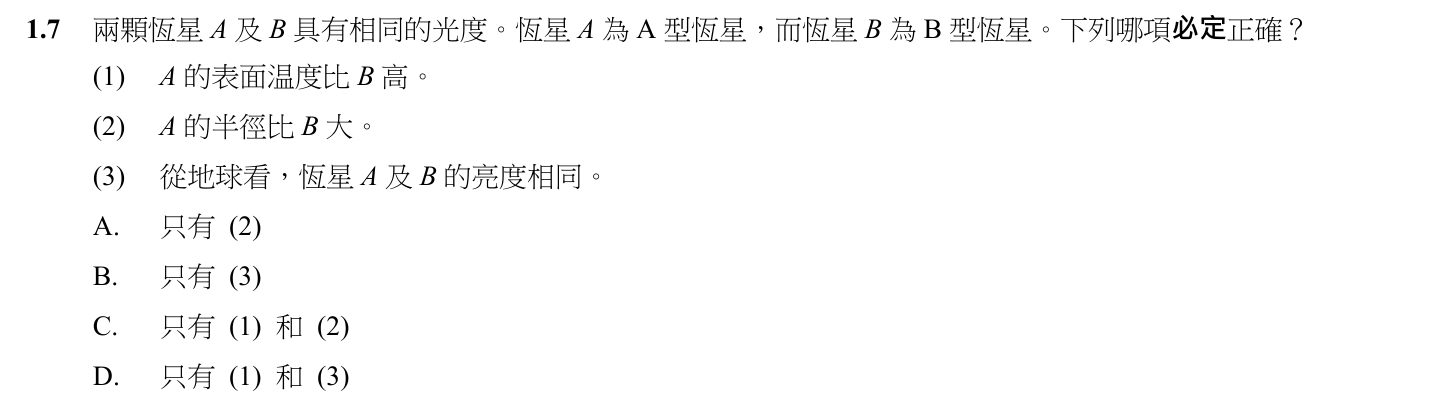 1.7 兩顆恆星 A 及 B 具有相同的光度。恆星 A 為 A 型恆星,而恆星 B 為 B 型恆星。下列哪項必定正確?
(1) A 的表面温度比 B 高。
(2) A 的半徑比 B 大。
(3) 從地球看,恆星 A 及 B 的亮度相同。
A. 只有 (2)
B. 只有 (3)
C. 只有 (1) 和 (2)
D. 只有 (1) 和 (3)